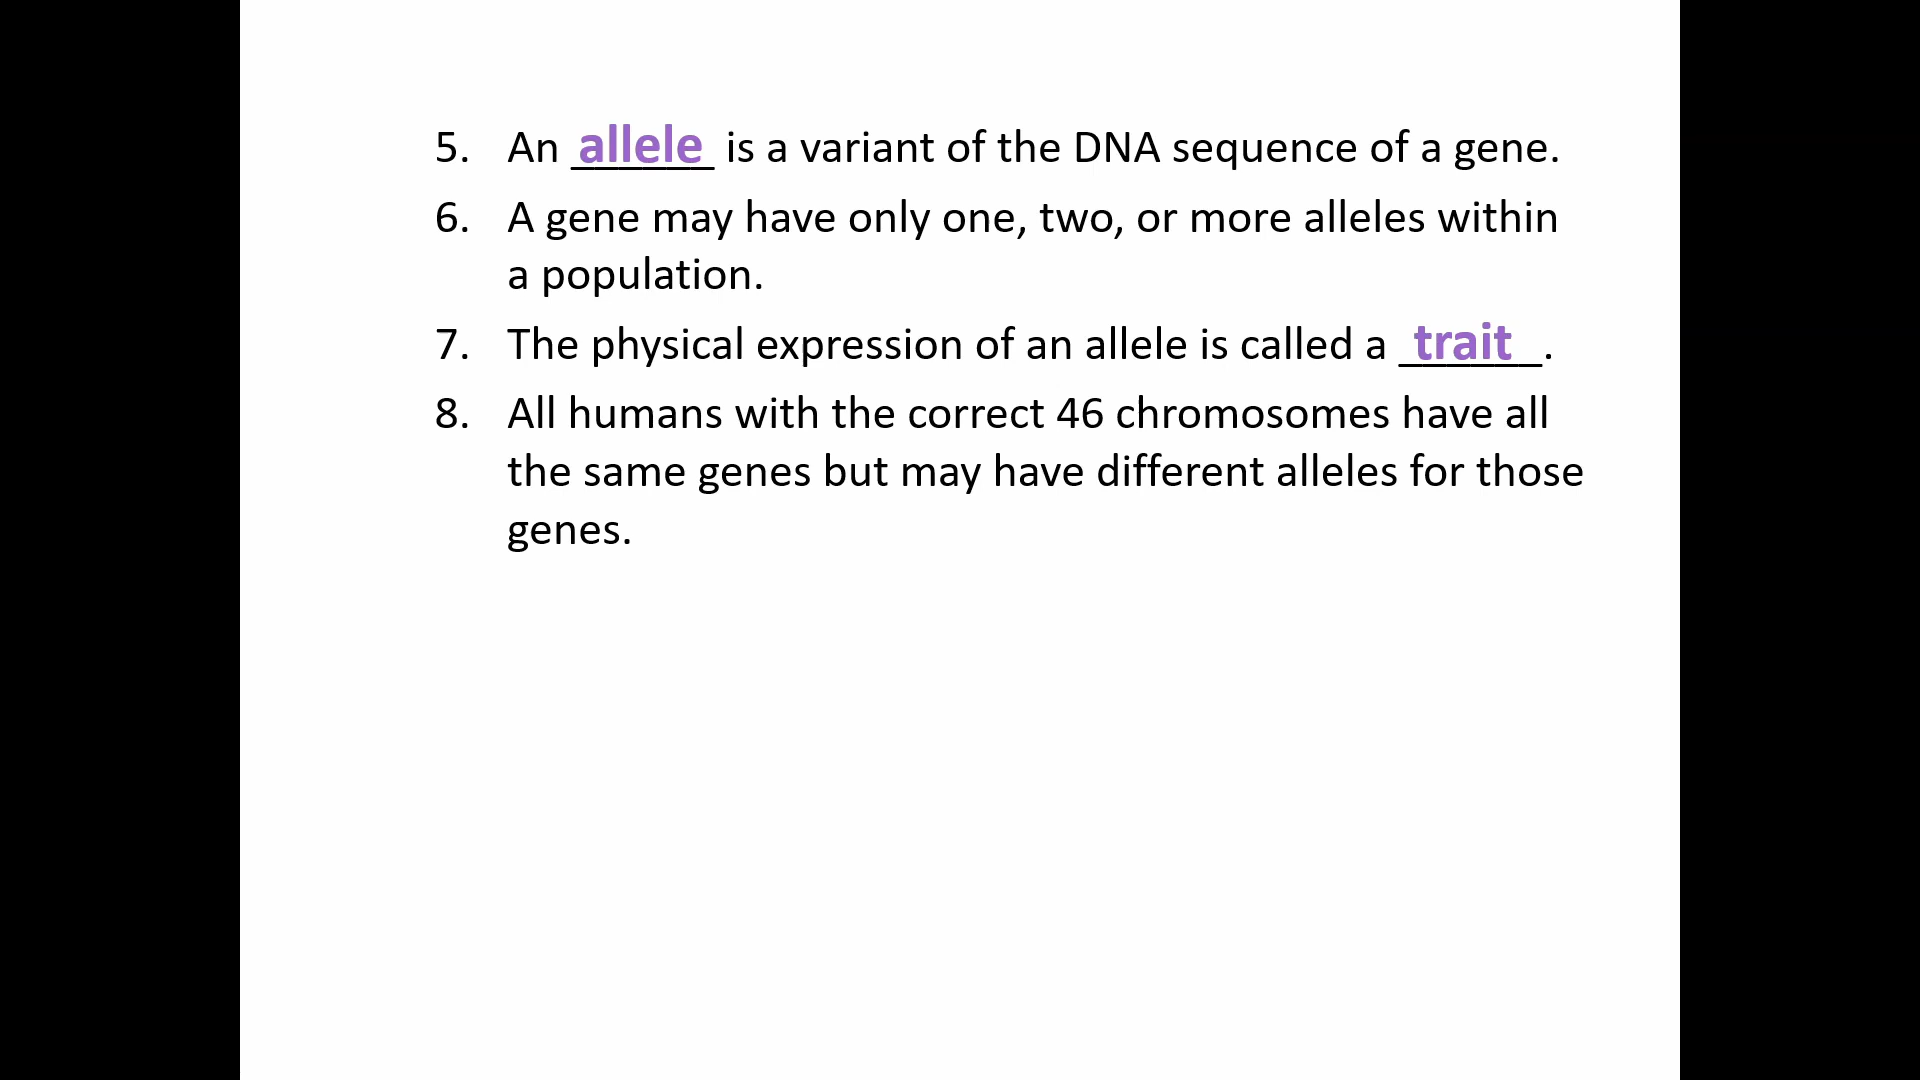 5. An allele is a variant of the DNA sequence of a gene.
6. A gene may have only one, two, or more alleles within
a population.
7. The physical expression of an allele is called a trait.
8. All humans with the correct 46 chromosomes have all
the same genes but may have different alleles for those
genes.